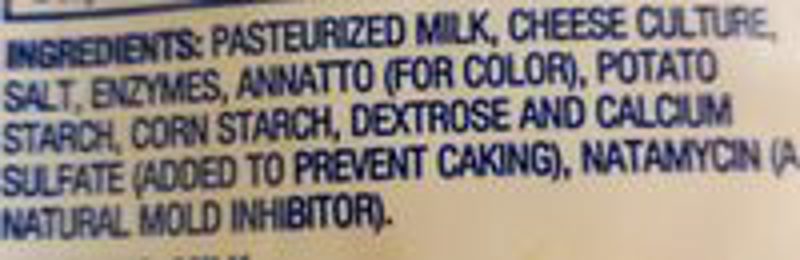 INGREDIENTS: PASTEURIZED MILK, CHEESE CULTURE,
SALT, ENZYMES, ANNATTO (FOR COLOR), POTATO
STARCH, CORN STARCH, DEXTROSE AND CALCIUM
SULFATE (ADDED TO PREVENT CAKING), NATAMYCIN (A
NATURAL MOLD INHIBITOR).